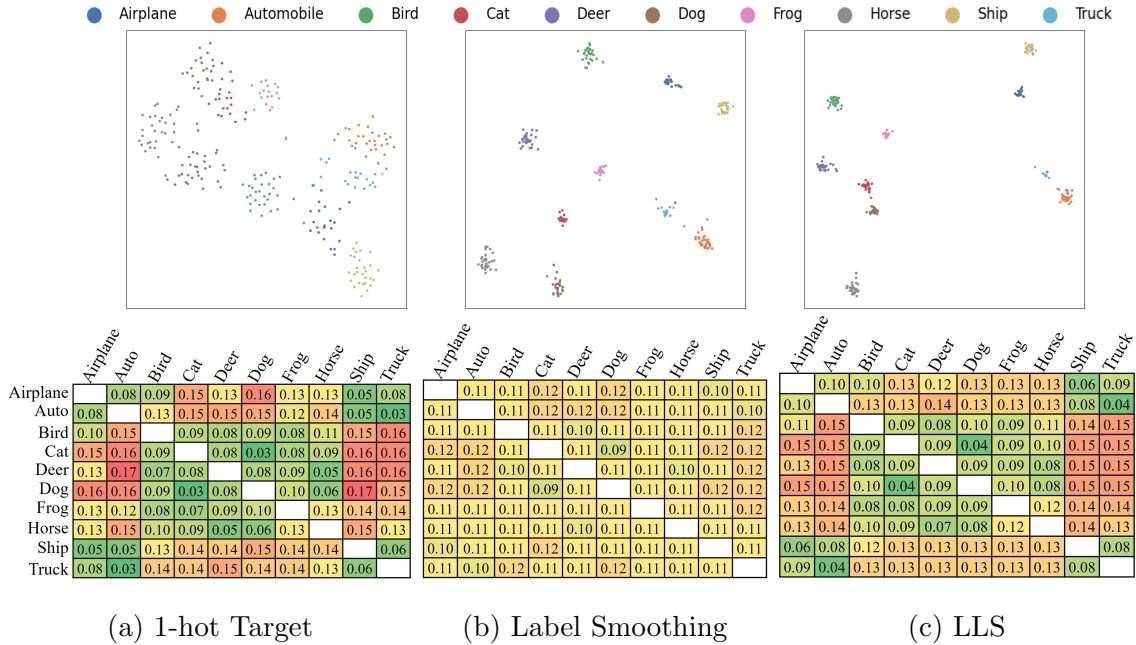 Airplane Automobile Bird Cat Deer Dog Frog Horse Ship Truck
Airplane Auto Bird Cat Deer Dog Frog Horse Ship Truck
Airplane 0.08 0.09 0.15 0.13 0.16 0.13 0.13 0.05 0.08
Auto 0.08 0.13 0.15 0.15 0.15 0.12 0.14 0.05 0.03
Bird 0.10 0.15 0.09 0.08 0.09 0.08 0.11 0.15 0.16
Cat 0.15 0.16 0.09 0.08 0.03 0.08 0.09 0.16 0.16
Deer 0.13 0.17 0.07 0.08 0.08 0.09 0.05 0.16 0.16
Dog 0.16 0.16 0.09 0.03 0.08 0.10 0.06 0.17 0.15
Frog 0.13 0.12 0.08 0.07 0.09 0.08 0.13 0.14 0.14
Horse 0.13 0.15 0.10 0.09 0.05 0.06 0.13 0.15 0.13
Ship 0.05 0.05 0.13 0.14 0.14 0.15 0.14 0.14 0.06
Truck 0.08 0.03 0.14 0.14 0.15 0.14 0.14 0.13 0.06
(a) 1-hot Target
Airplane Auto Bird Cat Deer Dog Frog Horse Ship Truck
0.11 0.11 0.12 0.11 0.12 0.11 0.11 0.10 0.11
0.11 0.11 0.12 0.12 0.12 0.11 0.11 0.11 0.10
0.11 0.11 0.11 0.10 0.11 0.11 0.11 0.11 0.12
0.12 0.12 0.11 0.11 0.09 0.11 0.11 0.12 0.12
0.11 0.12 0.10 0.11 0.11 0.11 0.10 0.11 0.12
0.12 0.12 0.11 0.09 0.11 0.11 0.11 0.12 0.12
0.11 0.11 0.11 0.11 0.11 0.11 0.11 0.11 0.12
0.11 0.11 0.11 0.11 0.11 0.11 0.11 0.11 0.11
0.10 0.11 0.11 0.12 0.11 0.11 0.11 0.11 0.11
0.11 0.10 0.12 0.11 0.11 0.12 0.11 0.11 0.11
(b) Label Smoothing
Airplane Auto Bird Cat Deer Dog Frog Horse Ship Truck
0.10 0.10 0.13 0.12 0.13 0.13 0.13 0.06 0.09
0.10 0.13 0.13 0.14 0.13 0.13 0.13 0.08 0.04
0.11 0.15 0.09 0.08 0.10 0.09 0.11 0.14 0.15
0.15 0.15 0.09 0.09 0.04 0.09 0.10 0.15 0.15
0.13 0.15 0.08 0.09 0.09 0.09 0.08 0.15 0.15
0.15 0.15 0.09 0.04 0.09 0.10 0.08 0.15 0.15
0.13 0.14 0.08 0.08 0.09 0.09 0.12 0.14 0.14
0.13 0.14 0.10 0.09 0.07 0.08 0.12 0.14 0.13
0.06 0.08 0.12 0.13 0.13 0.13 0.13 0.13 0.08
0.09 0.04 0.13 0.13 0.13 0.13 0.13 0.13 0.08
(c) LLS